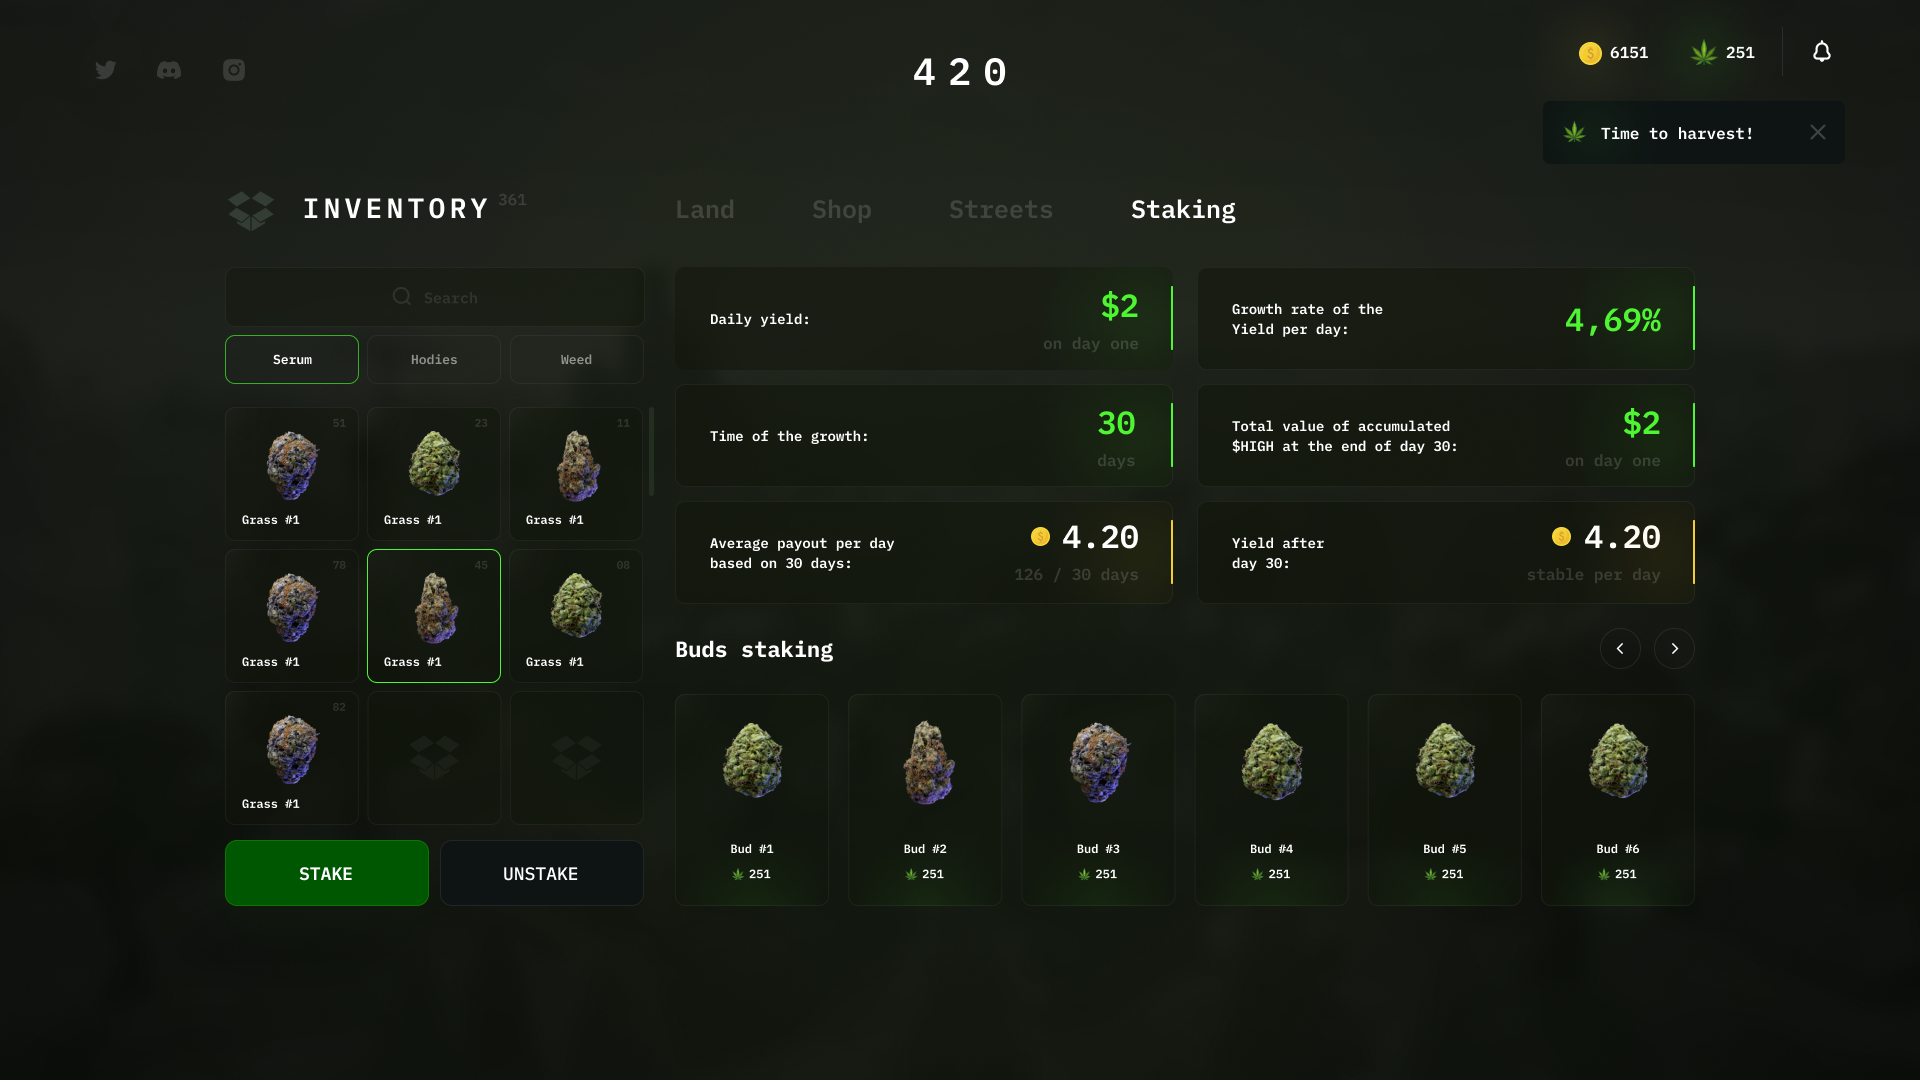 420
6151
251
Time to harvest!
INVENTORY 361
Land
Shop
Streets
Staking
Search
Serum
Hodies
Weed
51
Grass #1
23
Grass #1
11
Grass #1
78
Grass #1
45
Grass #1
08
Grass #1
82
Grass #1
STAKE
UNSTAKE
Daily yield:
$2
on day one
Growth rate of the
Yield per day:
4,69%
Time of the growth:
30
days
Total value of accumulated
$HIGH at the end of day 30:
$2
on day one
Average payout per day
based on 30 days:
4.20
126 / 30 days
Yield after
day 30:
4.20
stable per day
Buds staking
Bud #1
251
Bud #2
251
Bud #3
251
Bud #4
251
Bud #5
251
Bud #6
251